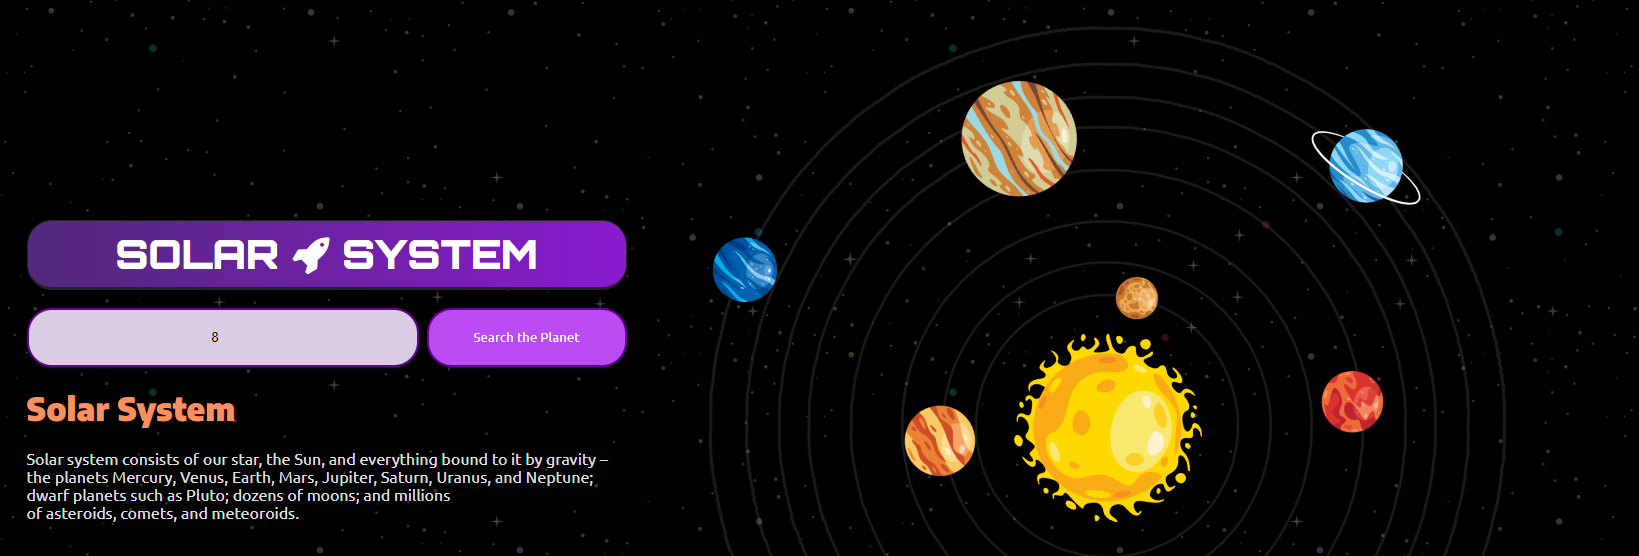 SOLAR SYSTEM
8
Search the Planet
Solar System
Solar system consists of our star, the Sun, and everything bound to it by gravity –
the planets Mercury, Venus, Earth, Mars, Jupiter, Saturn, Uranus, and Neptune;
dwarf planets such as Pluto; dozens of moons; and millions
of asteroids, comets, and meteoroids.